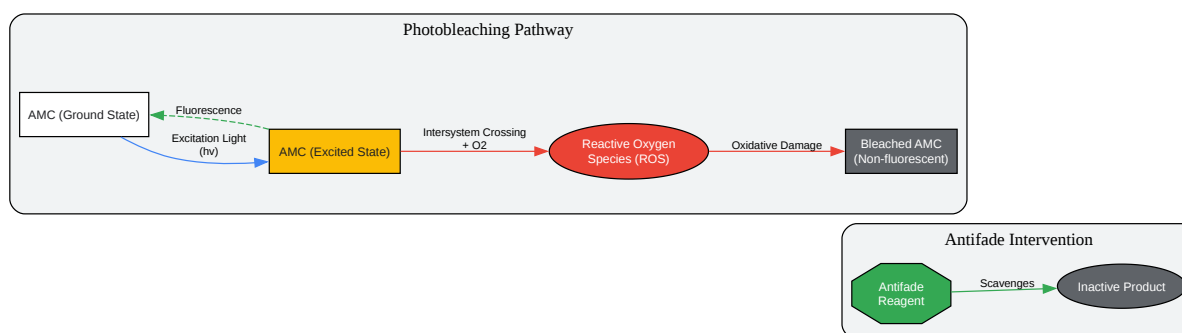 Photobleaching Pathway
AMC (Ground State)
Fluorescence
Excitation Light
(hv)
AMC (Excited State)
Intersystem Crossing
+ O2
Reactive Oxygen
Species (ROS)
Oxidative Damage
Bleached AMC
(Non-fluorescent)
Antifade Intervention
Antifade
Reagent
Scavenges
Inactive Product